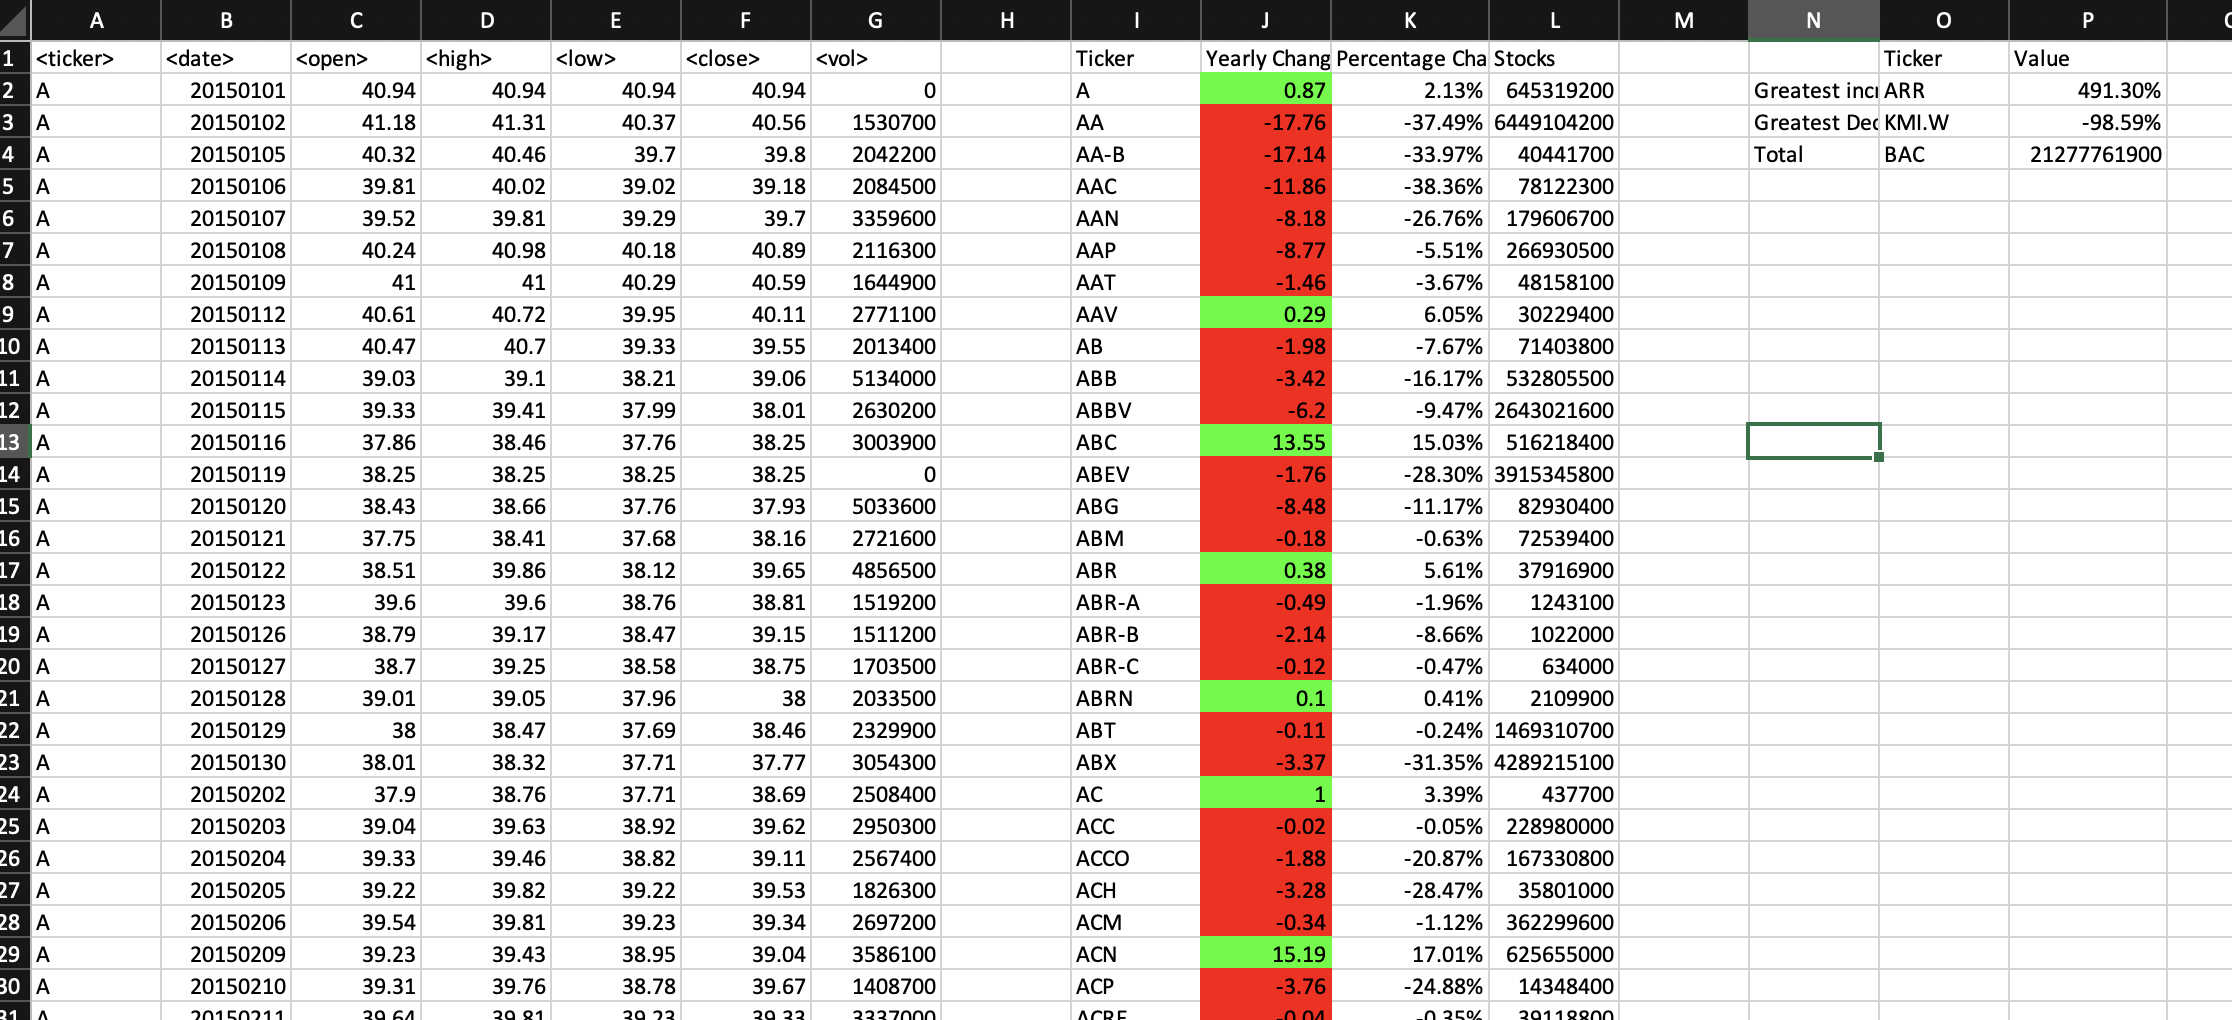 A B C D E F G H I J K L M N O P
1 <ticker> <date> <open> <high> <low> <close> <vol> Ticker Yearly Chang Percentage Cha Stocks Ticker Value
2 A 20150101 40.94 40.94 40.94 40.94 0 A 0.87 2.13% 645319200 Greatest incr ARR 491.30%
3 A 20150102 41.18 41.31 40.37 40.56 1530700 AA -17.76 -37.49% 6449104200 Greatest Dec KMI.W -98.59%
4 A 20150105 40.32 40.46 39.7 39.8 2042200 AA-B -17.14 -33.97% 40441700 Total BAC 21277761900
5 A 20150106 39.81 40.02 39.02 39.18 2084500 AAC -11.86 -38.36% 78122300
6 A 20150107 39.52 39.81 39.29 39.7 3359600 AAN -8.18 -26.76% 179606700
7 A 20150108 40.24 40.98 40.18 40.89 2116300 AAP -8.77 -5.51% 266930500
8 A 20150109 41 41 40.29 40.59 1644900 AAT -1.46 -3.67% 48158100
9 A 20150112 40.61 40.72 39.95 40.11 2771100 AAV 0.29 6.05% 30229400
10 A 20150113 40.47 40.7 39.33 39.55 2013400 AB -1.98 -7.67% 71403800
11 A 20150114 39.03 39.1 38.21 39.06 5134000 ABB -3.42 -16.17% 532805500
12 A 20150115 39.33 39.41 37.99 38.01 2630200 ABBV -6.2 -9.47% 2643021600
13 A 20150116 37.86 38.46 37.76 38.25 3003900 ABC 13.55 15.03% 516218400
14 A 20150119 38.25 38.25 38.25 38.25 0 ABEV -1.76 -28.30% 3915345800
15 A 20150120 38.43 38.66 37.76 37.93 5033600 ABG -8.48 -11.17% 82930400
16 A 20150121 37.75 38.41 37.68 38.16 2721600 ABM -0.18 -0.63% 72539400
17 A 20150122 38.51 39.86 38.12 39.65 4856500 ABR 0.38 5.61% 37916900
18 A 20150123 39.6 39.6 38.76 38.81 1519200 ABR-A -0.49 -1.96% 1243100
19 A 20150126 38.79 39.17 38.47 39.15 1511200 ABR-B -2.14 -8.66% 1022000
20 A 20150127 38.7 39.25 38.58 38.75 1703500 ABR-C -0.12 -0.47% 634000
21 A 20150128 39.01 39.05 37.96 38 2033500 ABRN 0.1 0.41% 2109900
22 A 20150129 38 38.47 37.69 38.46 2329900 ABT -0.11 -0.24% 1469310700
23 A 20150130 38.01 38.32 37.71 37.77 3054300 ABX -3.37 -31.35% 4289215100
24 A 20150202 37.9 38.76 37.71 38.69 2508400 AC 1 3.39% 437700
25 A 20150203 39.04 39.63 38.92 39.62 2950300 ACC -0.02 -0.05% 228980000
26 A 20150204 39.33 39.46 38.82 39.11 2567400 ACCO -1.88 -20.87% 167330800
27 A 20150205 39.22 39.82 39.22 39.53 1826300 ACH -3.28 -28.47% 35801000
28 A 20150206 39.54 39.81 39.23 39.34 2697200 ACM -0.34 -1.12% 362299600
29 A 20150209 39.23 39.43 38.95 39.04 3586100 ACN 15.19 17.01% 625655000
30 A 20150210 39.31 39.76 38.78 39.67 1408700 ACP -3.76 -24.88% 14348400
31 A 20150211 39.64 39.81 39.23 39.33 3337000 ACRE -0.04 -0.35% 39118800